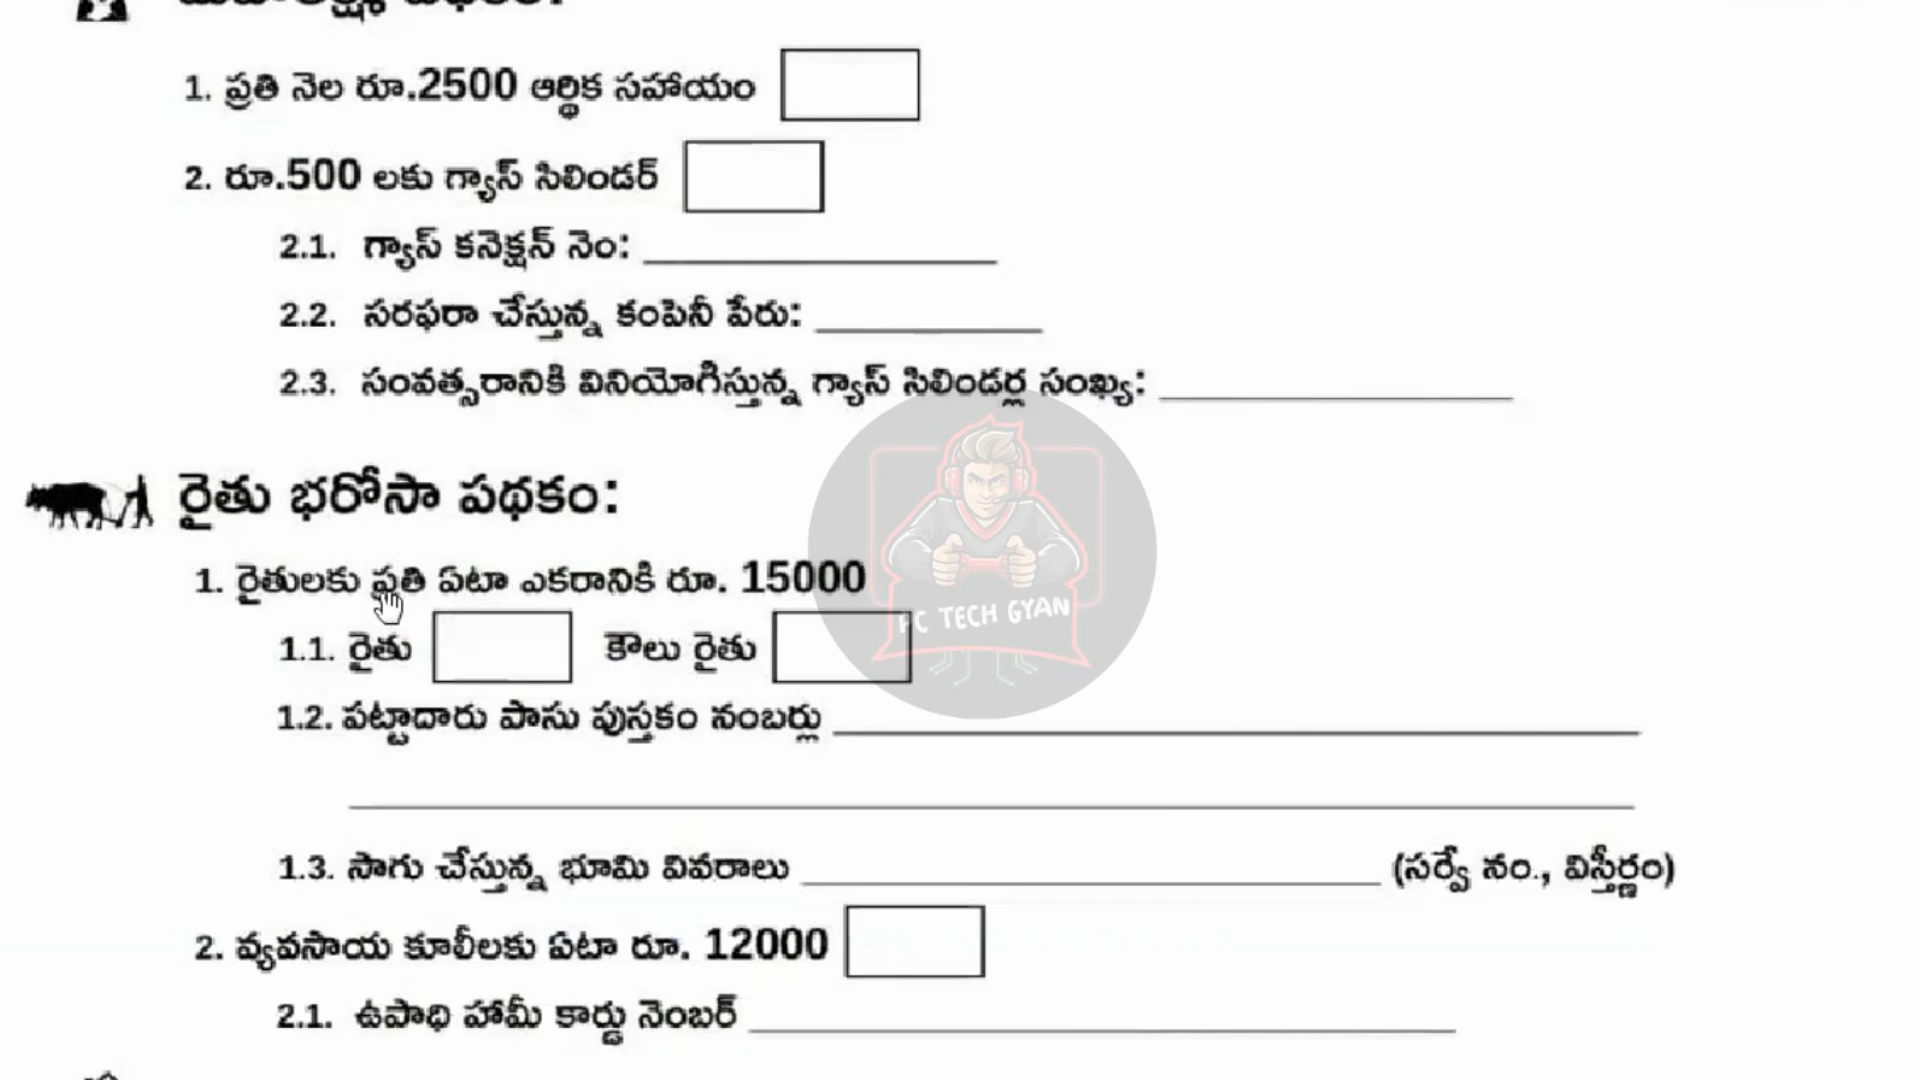 1. ప్రతి నెల రూ.2500 ఆర్థిక సహాయం
2. రూ.500 లకు గ్యాస్ సిలిండర్
2.1. గ్యాస్ కనెక్షన్ నెం:
2.2. సరఫరా చేస్తున్న కంపెనీ పేరు:
2.3. సంవత్సరానికి వినియోగిస్తున్న గ్యాస్ సిలిండర్ల సంఖ్య:
రైతు భరోసా పథకం:
1. రైతులకు ప్రతి ఏటా ఎకరానికి రూ. 15000
PC TECH GYAN
1.1. రైతు కౌలు రైతు
1.2. పట్టాదారు పాసు పుస్తకం నంబర్లు
1.3. సాగు చేస్తున్న భూమి వివరాలు (సర్వే నం., విస్తీర్ణం)
2. వ్యవసాయ కూలీలకు ఏటా రూ. 12000
2.1. ఉపాధి హామీ కార్డు నెంబర్